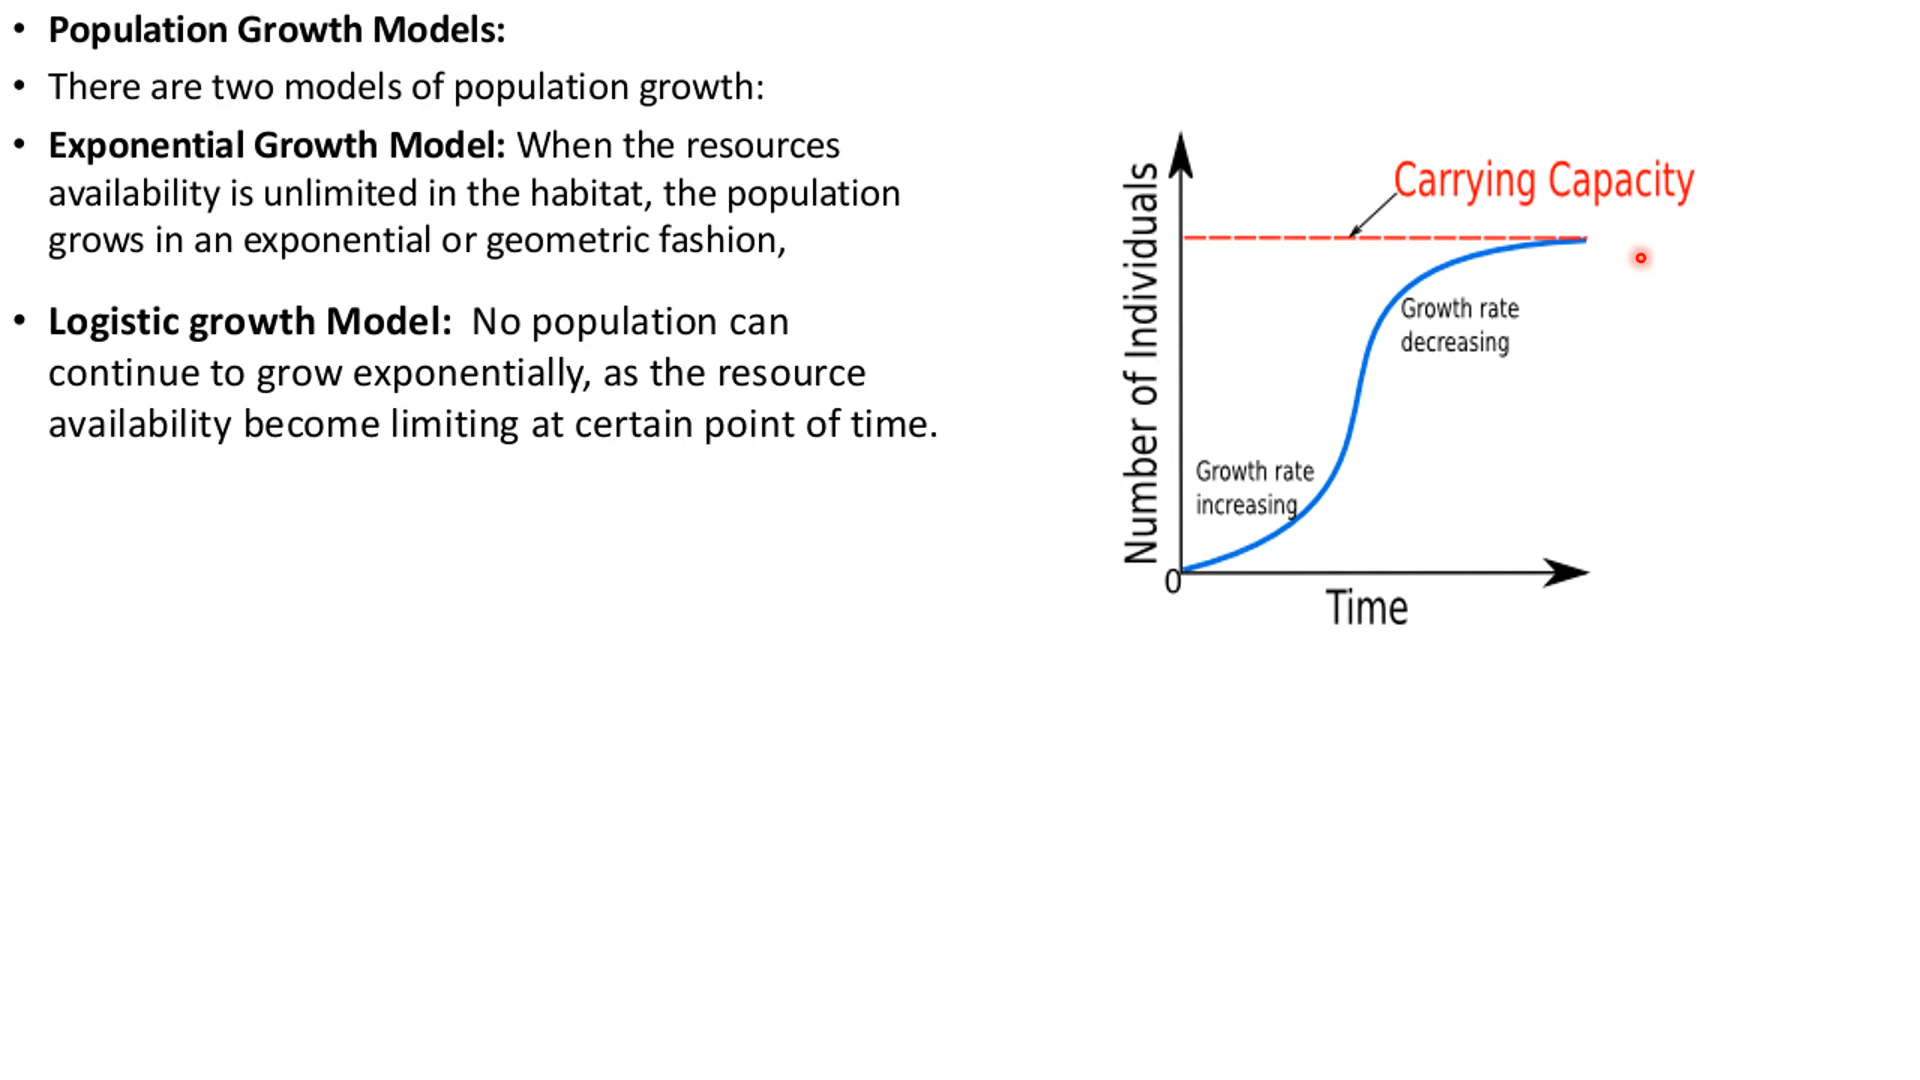 • Population Growth Models:
• There are two models of population growth:
• Exponential Growth Model: When the resources
availability is unlimited in the habitat, the population
grows in an exponential or geometric fashion,
• Logistic growth Model: No population can
continue to grow exponentially, as the resource
availability become limiting at certain point of time.
Number of Individuals
Carrying Capacity
Growth rate
decreasing
Growth rate
increasing
0
Time